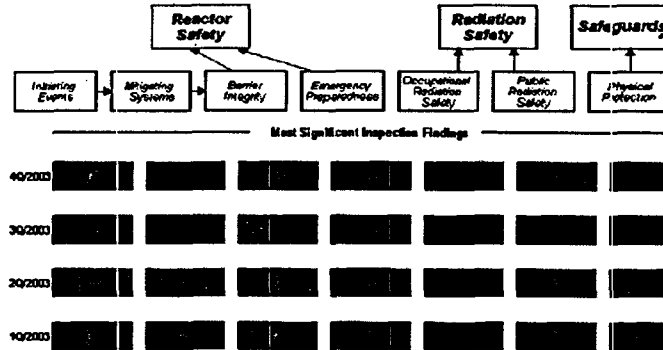 Reactor
Safety
Radiation
Safety
Safeguards
Initiating
Events
Mitigating
Systems
Barrier
Integrity
Emergency
Preparedness
Occupational
Radiation
Safety
Public
Radiation
Safety
Physical
Protection
Most Significant Inspection Findings
4Q/2003
3Q/2003
2Q/2003
1Q/2003